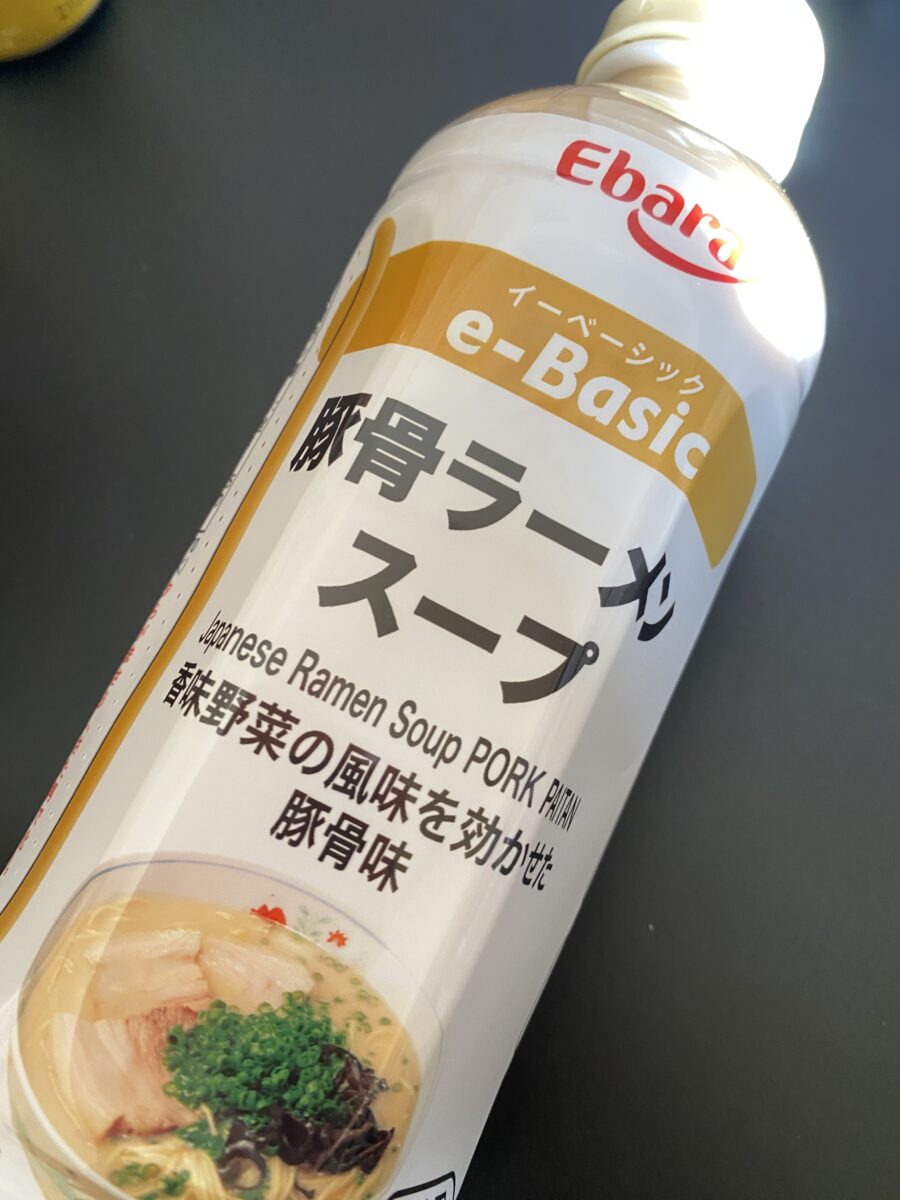 Ebara
イーベーシック
e-Basic
豚骨ラーメン
スープ
Japanese Ramen Soup PORK PAITAN
香味野菜の風味を効かせた
豚骨味